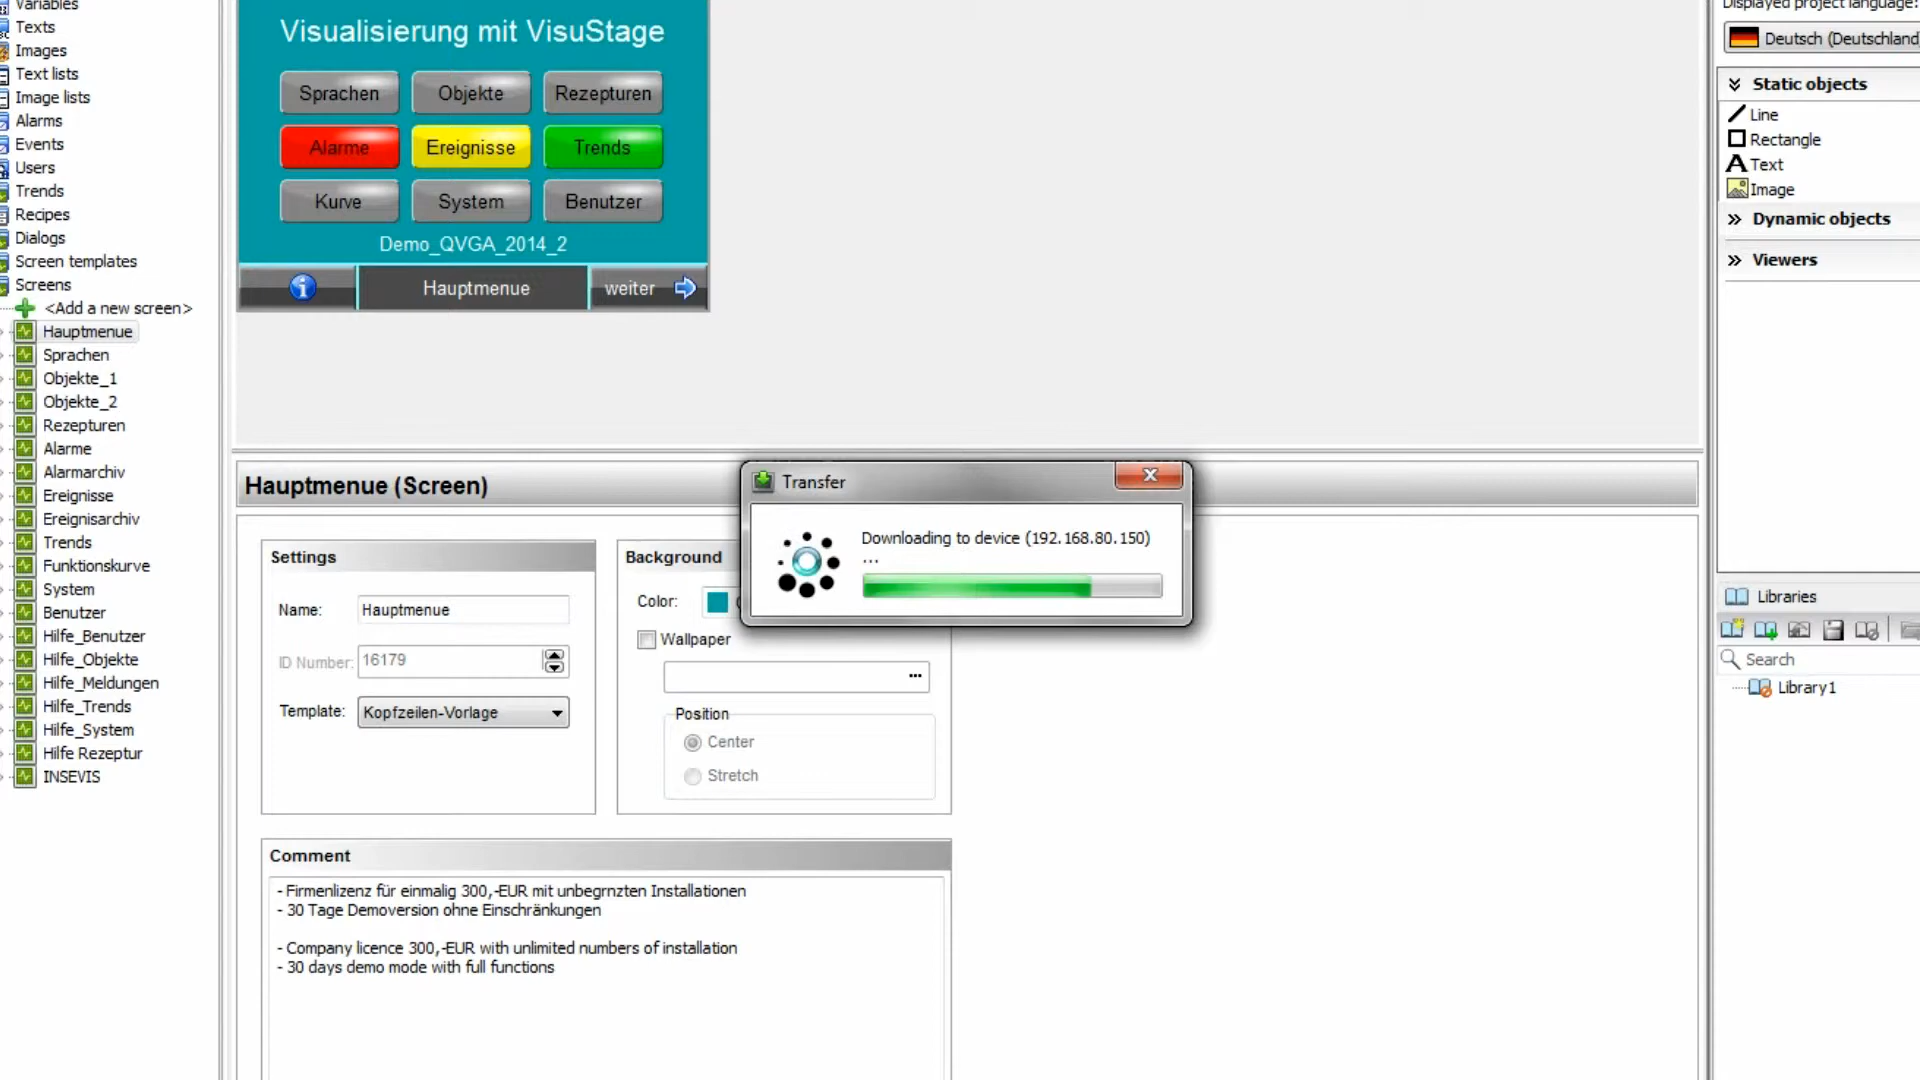 Variables
Texts
Images
Text lists
Image lists
Alarms
Events
Users
Trends
Recipes
Dialogs
Screen templates
Screens
<Add a new screen>
Hauptmenue
Sprachen
Objekte_1
Objekte_2
Rezepturen
Alarme
Alarmarchiv
Ereignisse
Ereignisarchiv
Trends
Funktionskurve
System
Benutzer
Hilfe_Benutzer
Hilfe_Objekte
Hilfe_Meldungen
Hilfe_Trends
Hilfe_System
Hilfe Rezeptur
INSEVIS
Visualisierung mit VisuStage
Sprachen Objekte Rezepturen
Alarme Ereignisse Trends
Kurve System Benutzer
Demo_QVGA_2014_2
Hauptmenue weiter
Hauptmenue (Screen)
Settings
Name: Hauptmenue
ID Number: 16179
Template: Kopfzeilen-Vorlage
Background
Color:
Wallpaper
...
Position
Center
Stretch
Transfer
Downloading to device (192.168.80.150)
...
Comment
- Firmenlizenz für einmalig 300,-EUR mit unbegrnzten Installationen
- 30 Tage Demoversion ohne Einschränkungen
- Company licence 300,-EUR with unlimited numbers of installation
- 30 days demo mode with full functions
Displayed project language:
Deutsch (Deutschland
Static objects
Line
Rectangle
Text
Image
Dynamic objects
Viewers
Libraries
Search
Library1